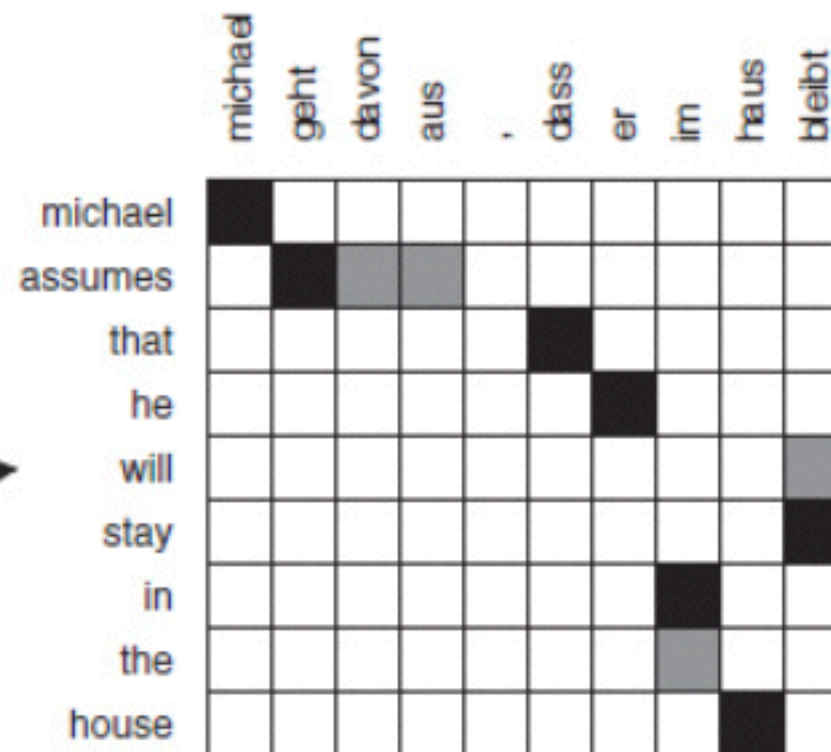 michael geht davon aus , dass er im haus bleibt
michael
assumes
that
he
will
stay
in
the
house